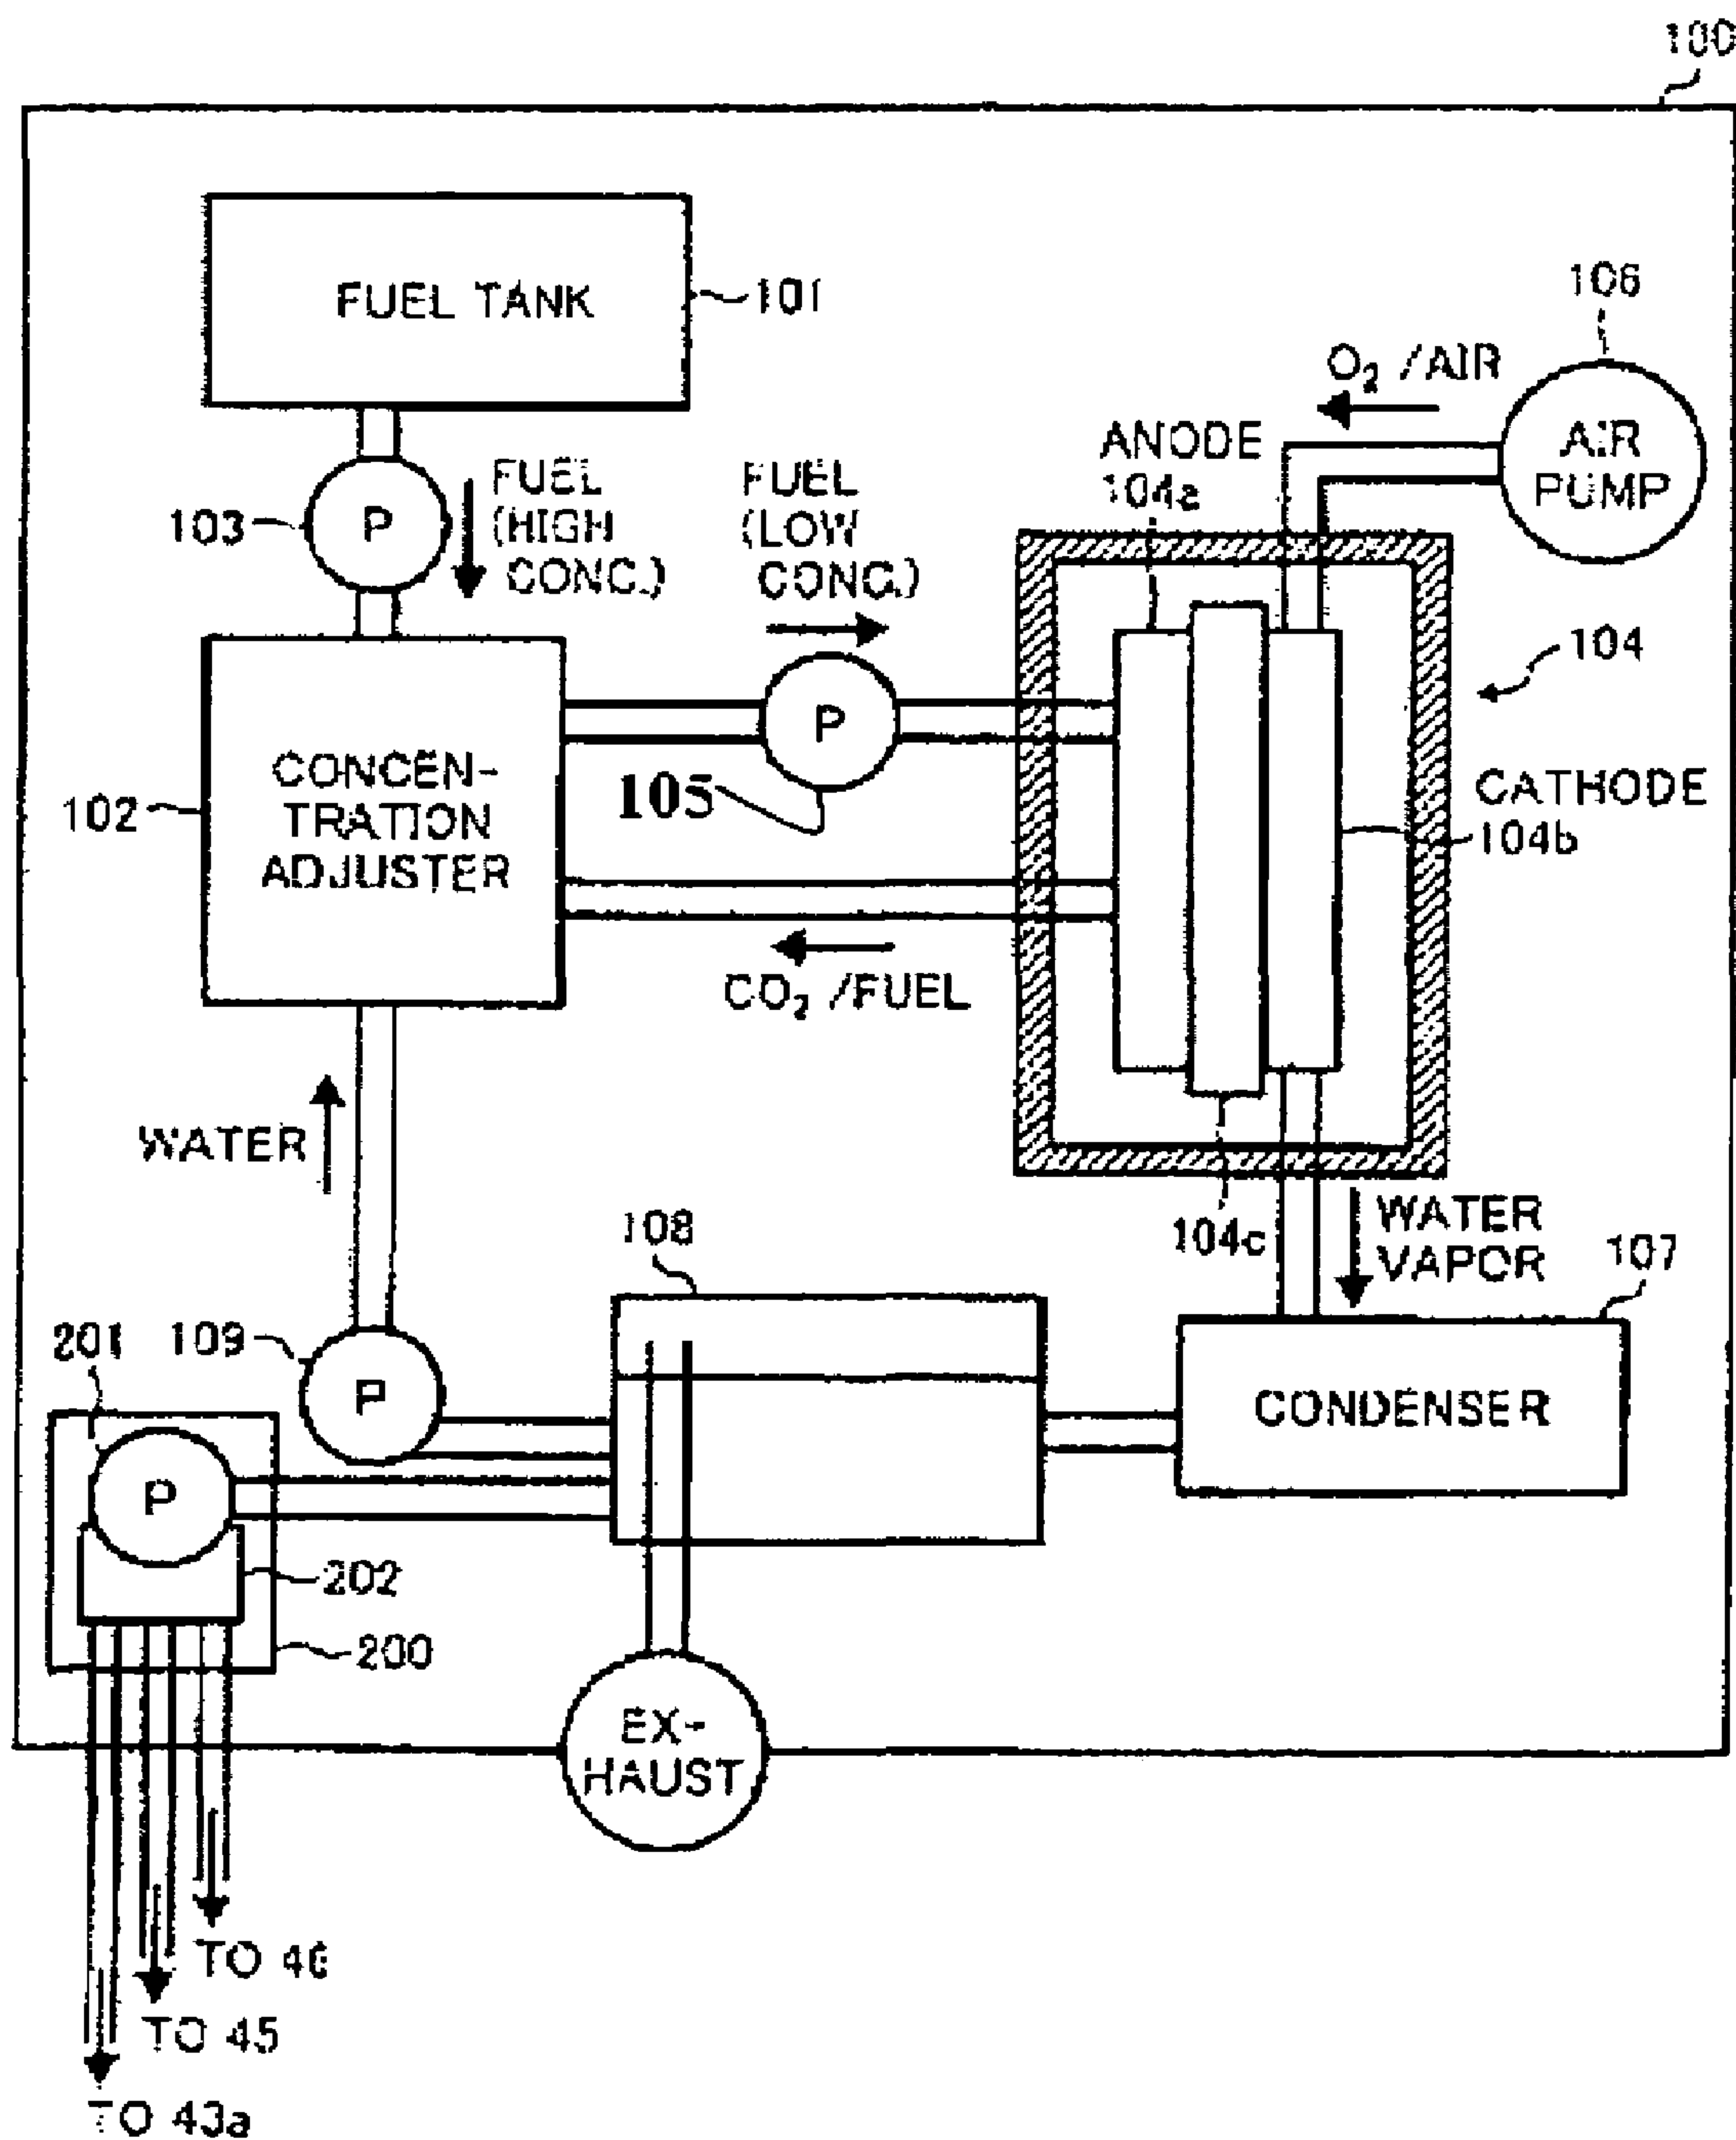 100
FUEL TANK
101
106
O₂ /AIR
AIR
PUMP
ANODE
104a
FUEL
(HIGH
CONC.)
FUEL
(LOW
CONC.)
103
P
104
P
CONCEN-
TRATION
ADJUSTER
102
105
CATHODE
104b
CO₂ /FUEL
WATER
104c
WATER
VAPOR
108
107
201
109
P
CONDENSER
P
202
200
EX-
HAUST
TO 46
TO 45
TO 43a